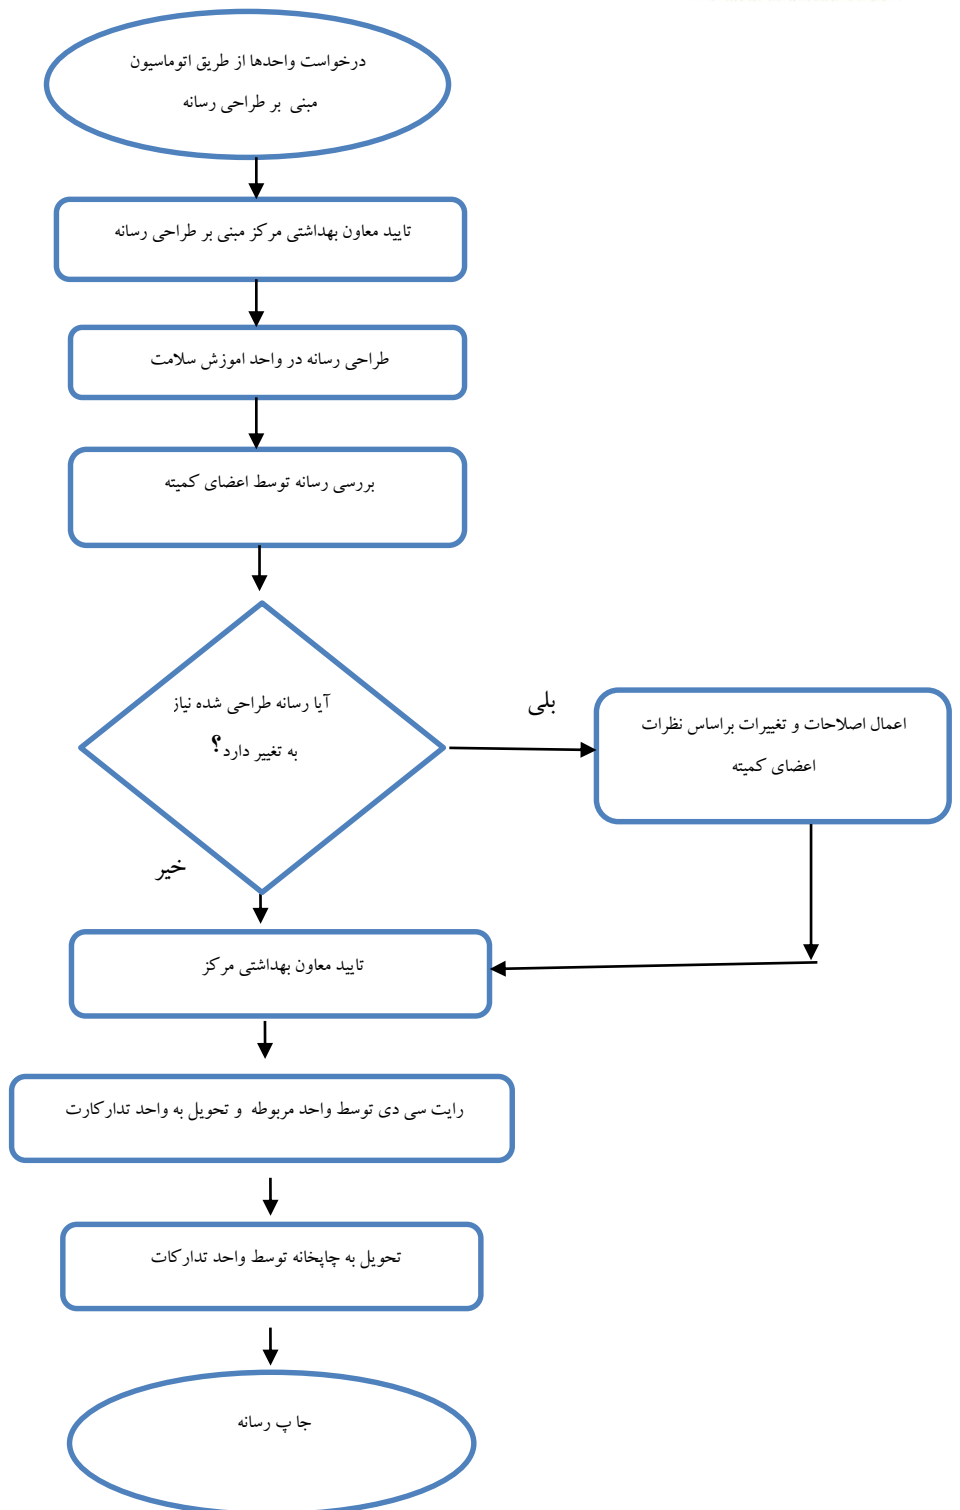 درخواست واحدها از طریق اتوماسیون
مبنی بر طراحی رسانه
تایید معاون بهداشتی مرکز مبنی بر طراحی رسانه
طراحی رسانه در واحد اموزش سلامت
بررسی رسانه توسط اعضای کمیته
آیا رسانه طراحی شده نیاز
به تغییر دارد؟
بلی
اعمال اصلاحات و تغییرات براساس نظرات
اعضای کمیته
خیر
تایید معاون بهداشتی مرکز
رایت سی دی توسط واحد مربوطه و تحویل به واحد تدارکارت
تحویل به چاپخانه توسط واحد تدارکات
جا پ رسانه